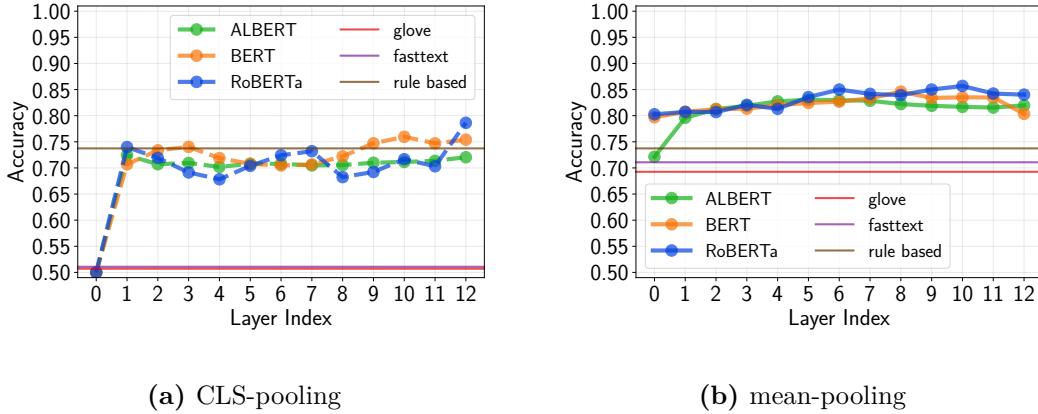 1.00
0.95
0.90
0.85
0.80
0.75
0.70
0.65
0.60
0.55
0.50
Accuracy
ALBERT
BERT
RoBERTa
glove
fasttext
rule based
0 1 2 3 4 5 6 7 8 9 10 11 12
Layer Index
(a) CLS-pooling
1.00
0.95
0.90
0.85
0.80
0.75
0.70
0.65
0.60
0.55
0.50
Accuracy
ALBERT
BERT
RoBERTa
glove
fasttext
rule based
0 1 2 3 4 5 6 7 8 9 10 11 12
Layer Index
(b) mean-pooling